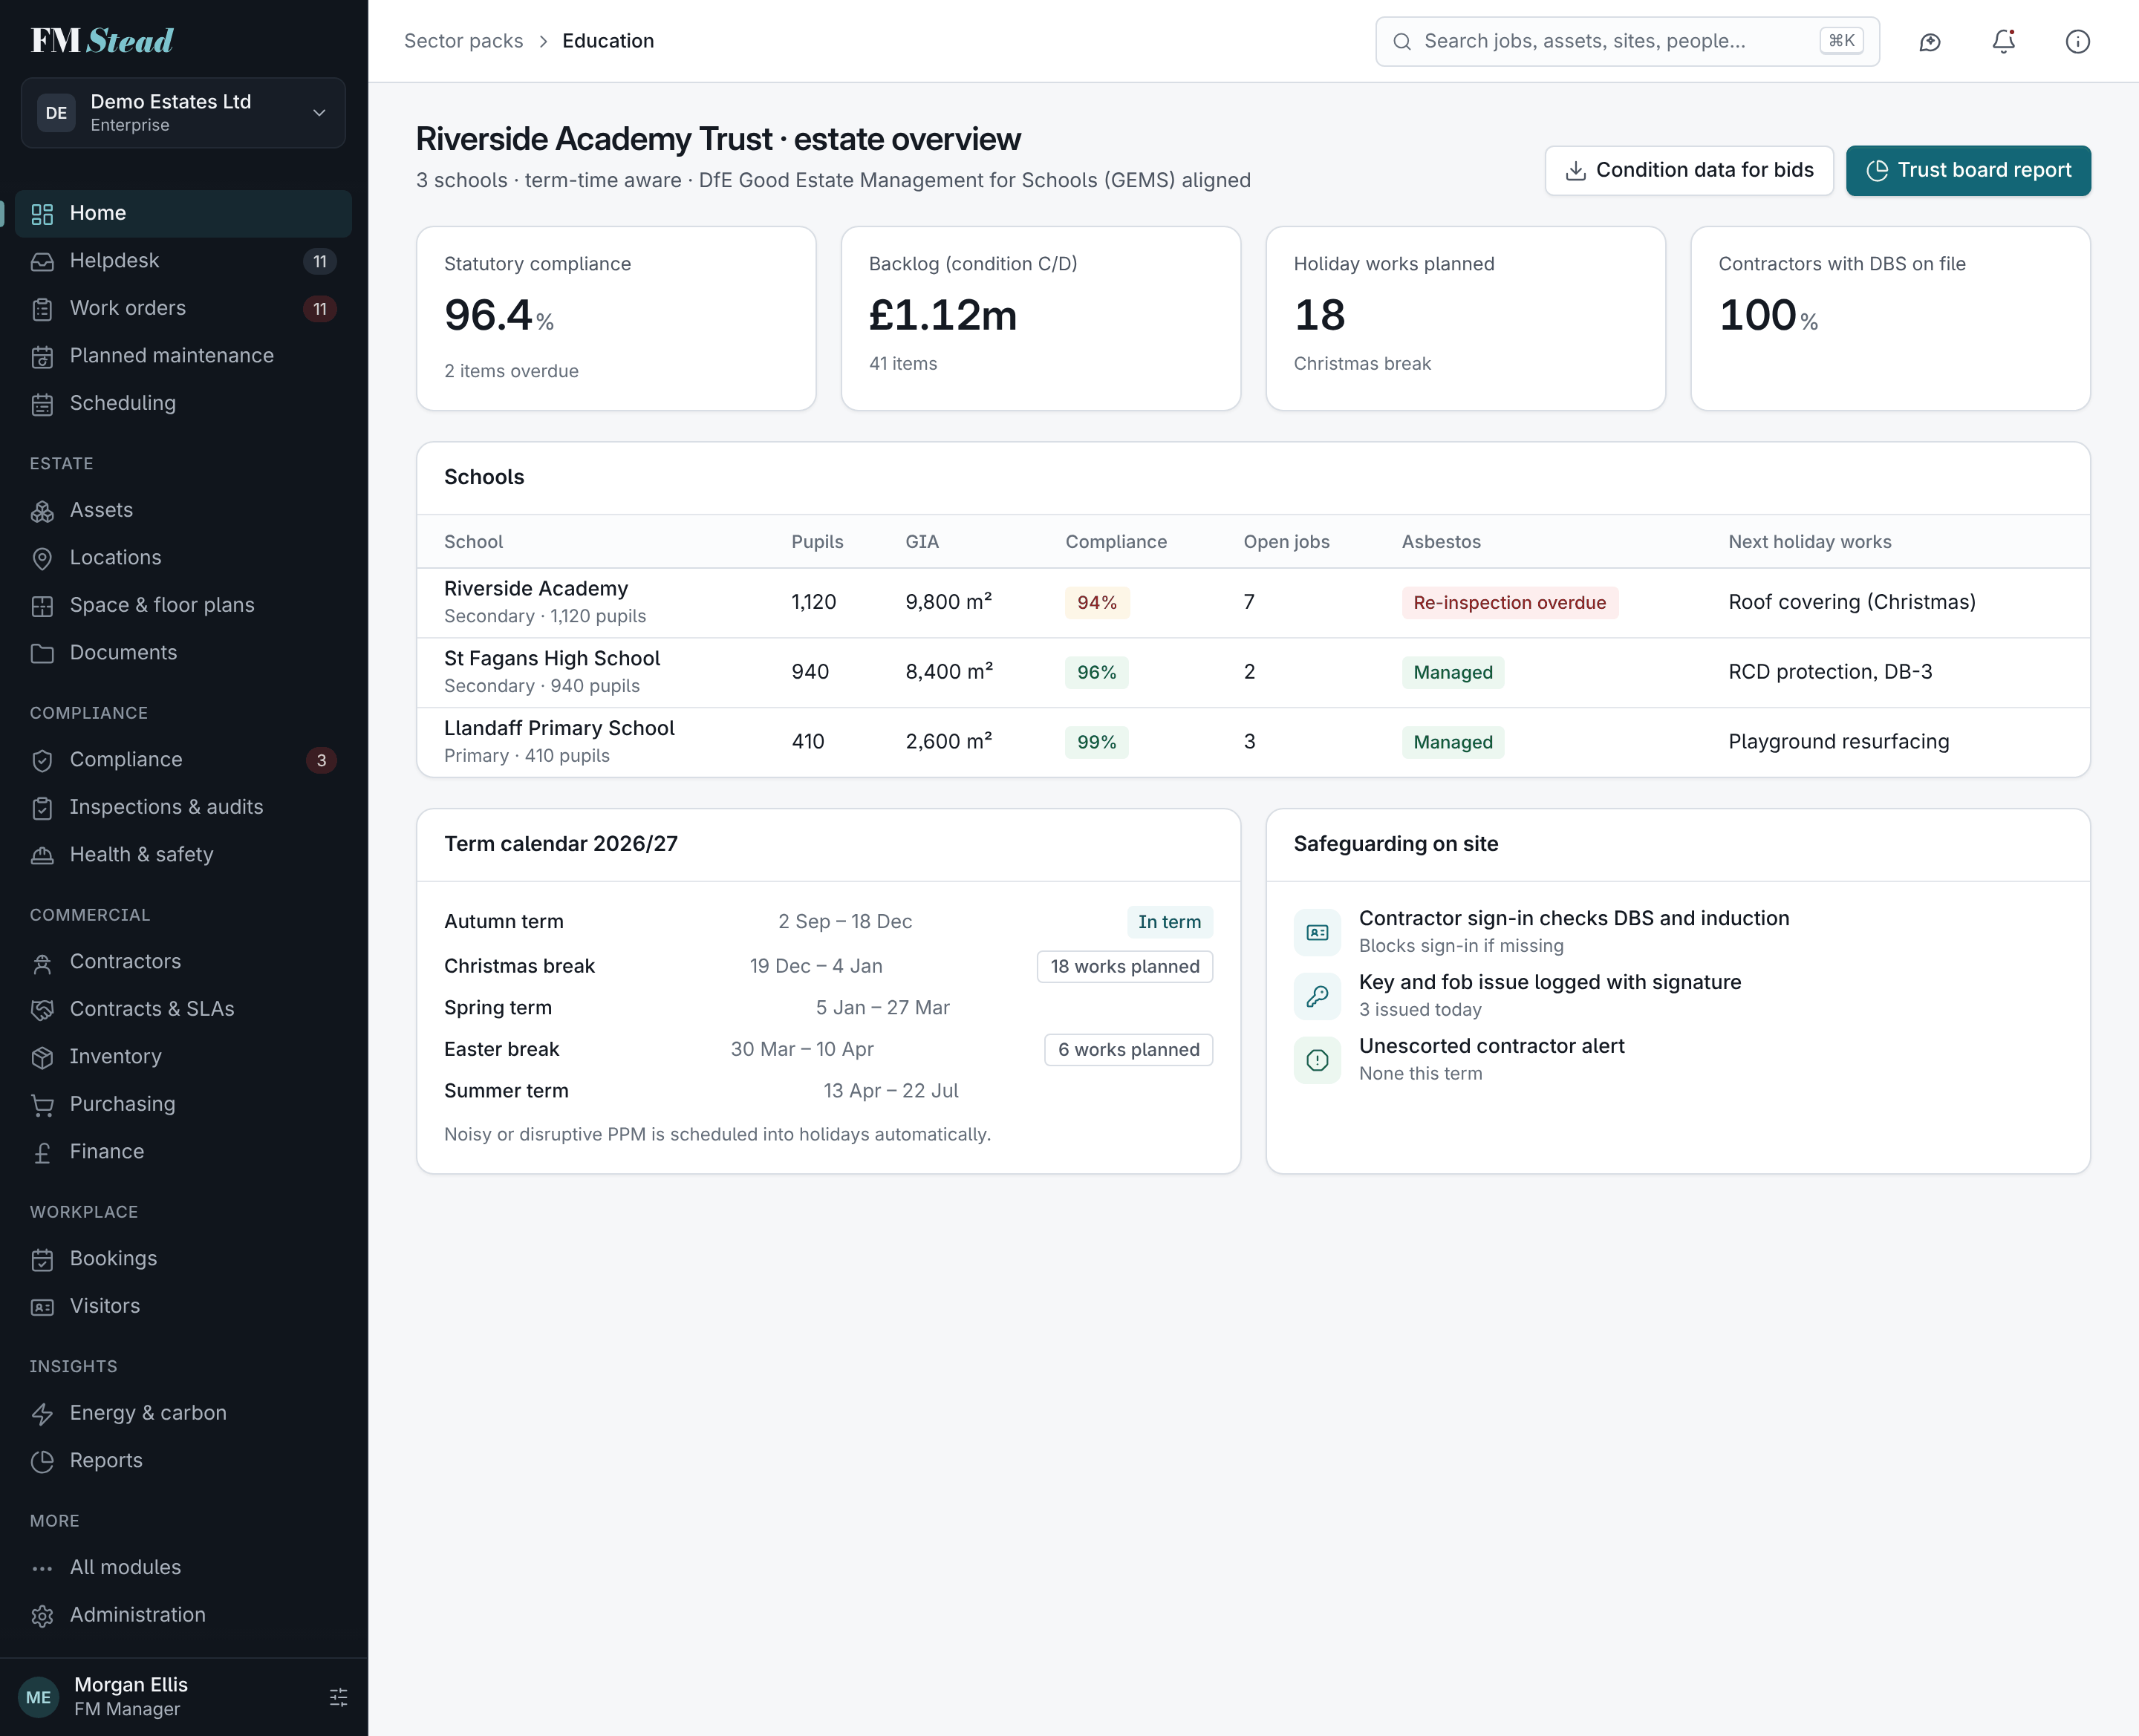 FM Stead
DE
Demo Estates Ltd
Enterprise
Home
Helpdesk 11
Work orders 11
Planned maintenance
Scheduling
ESTATE
Assets
Locations
Space & floor plans
Documents
COMPLIANCE
Compliance 3
Inspections & audits
Health & safety
COMMERCIAL
Contractors
Contracts & SLAs
Inventory
Purchasing
Finance
WORKPLACE
Bookings
Visitors
INSIGHTS
Energy & carbon
Reports
MORE
All modules
Administration
ME
Morgan Ellis
FM Manager
Sector packs > Education
Search jobs, assets, sites, people... ⌘K
Riverside Academy Trust · estate overview
3 schools · term-time aware · DfE Good Estate Management for Schools (GEMS) aligned
Condition data for bids
Trust board report
Statutory compliance
96.4%
2 items overdue
Backlog (condition C/D)
£1.12m
41 items
Holiday works planned
18
Christmas break
Contractors with DBS on file
100%
Schools
School Pupils GIA Compliance Open jobs Asbestos Next holiday works
Riverside Academy
Secondary · 1,120 pupils
1,120 9,800 m² 94% 7 Re-inspection overdue Roof covering (Christmas)
St Fagans High School
Secondary · 940 pupils
940 8,400 m² 96% 2 Managed RCD protection, DB-3
Llandaff Primary School
Primary · 410 pupils
410 2,600 m² 99% 3 Managed Playground resurfacing
Term calendar 2026/27
Autumn term 2 Sep – 18 Dec In term
Christmas break 19 Dec – 4 Jan 18 works planned
Spring term 5 Jan – 27 Mar
Easter break 30 Mar – 10 Apr 6 works planned
Summer term 13 Apr – 22 Jul
Noisy or disruptive PPM is scheduled into holidays automatically.
Safeguarding on site
Contractor sign-in checks DBS and induction
Blocks sign-in if missing
Key and fob issue logged with signature
3 issued today
Unescorted contractor alert
None this term